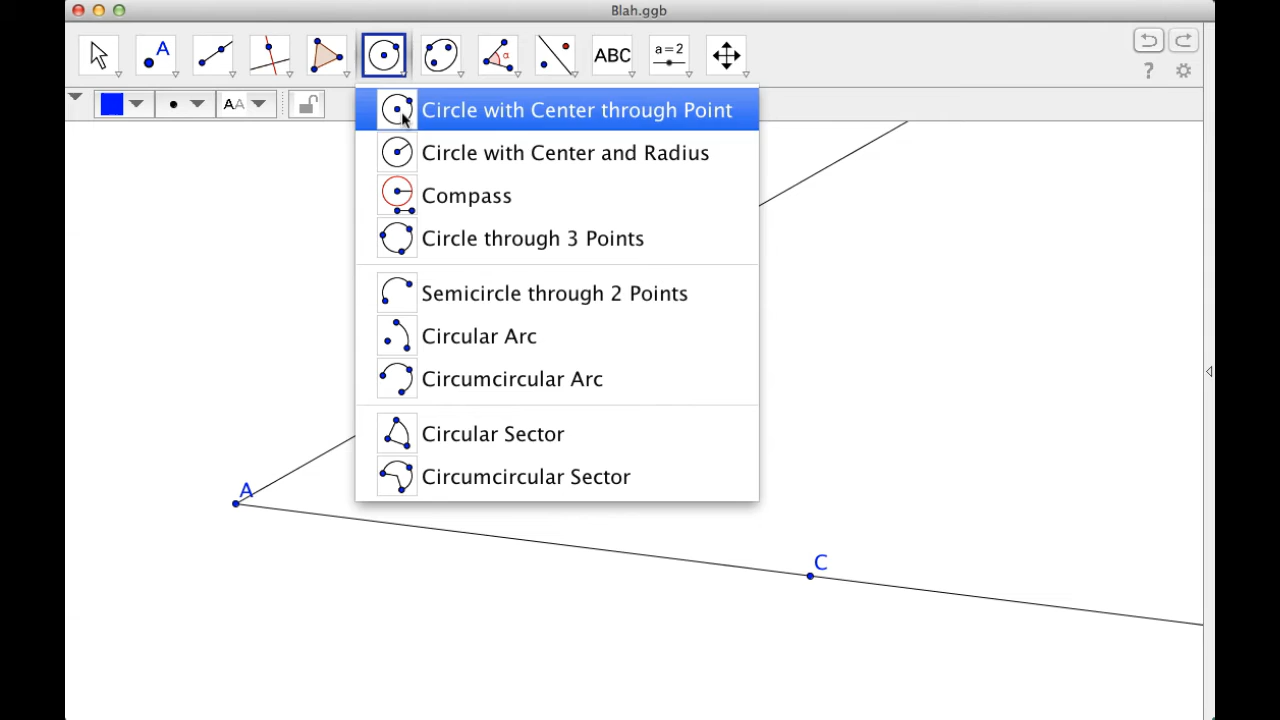 Blah.ggb
A
ABC
a=2
α
?
AA
Circle with Center through Point
Circle with Center and Radius
Compass
Circle through 3 Points
Semicircle through 2 Points
Circular Arc
Circumcircular Arc
Circular Sector
Circumcircular Sector
A
C